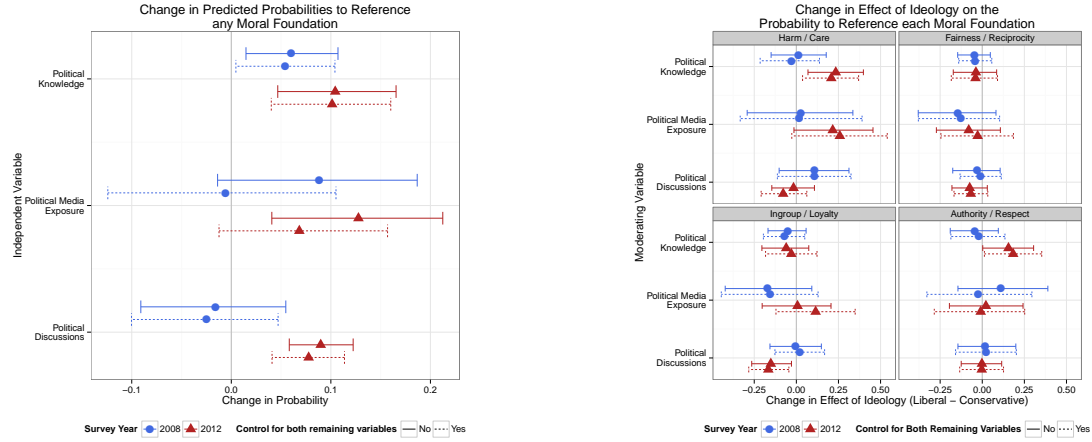 Change in Predicted Probabilities to Reference
any Moral Foundation
Independent Variable
Political
Knowledge
Political Media
Exposure
Political
Discussions
−0.1
0.0
0.1
0.2
Change in Probability
Survey Year 2008 2012 Control for both remaining variables No Yes
Change in Effect of Ideology on the
Probability to Reference each Moral Foundation
Harm / Care
Fairness / Reciprocity
Moderating Variable
Political
Knowledge
Political Media
Exposure
Political
Discussions
Ingroup / Loyalty
Authority / Respect
Political
Knowledge
Political Media
Exposure
Political
Discussions
−0.25 0.00 0.25 0.50 −0.25 0.00 0.25 0.50
Change in Effect of Ideology (Liberal − Conservative)
Survey Year 2008 2012 Control for Both Remaining Variables No Yes